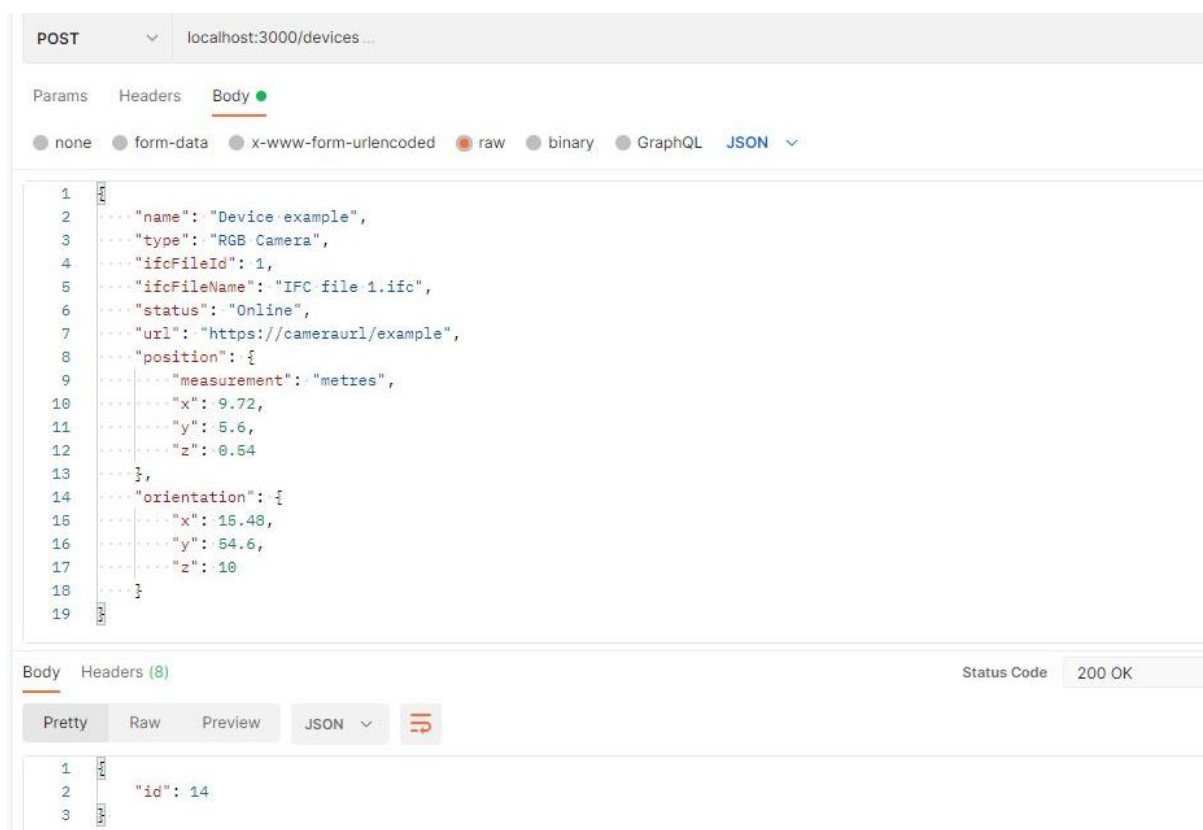 POST localhost:3000/devices ...
Params Headers Body
none form-data x-www-form-urlencoded raw binary GraphQL JSON
1 {
2 "name": "Device example",
3 "type": "RGB Camera",
4 "ifcFileId": 1,
5 "ifcFileName": "IFC file 1.ifc",
6 "status": "Online",
7 "url": "https://cameraurl/example",
8 "position": {
9 "measurement": "metres",
10 "x": 9.72,
11 "y": 5.6,
12 "z": 0.54
13 },
14 "orientation": {
15 "x": 15.48,
16 "y": 54.6,
17 "z": 10
18 }
19 }
Body Headers (8) Status Code 200 OK
Pretty Raw Preview JSON
1 {
2 "id": 14
3 }